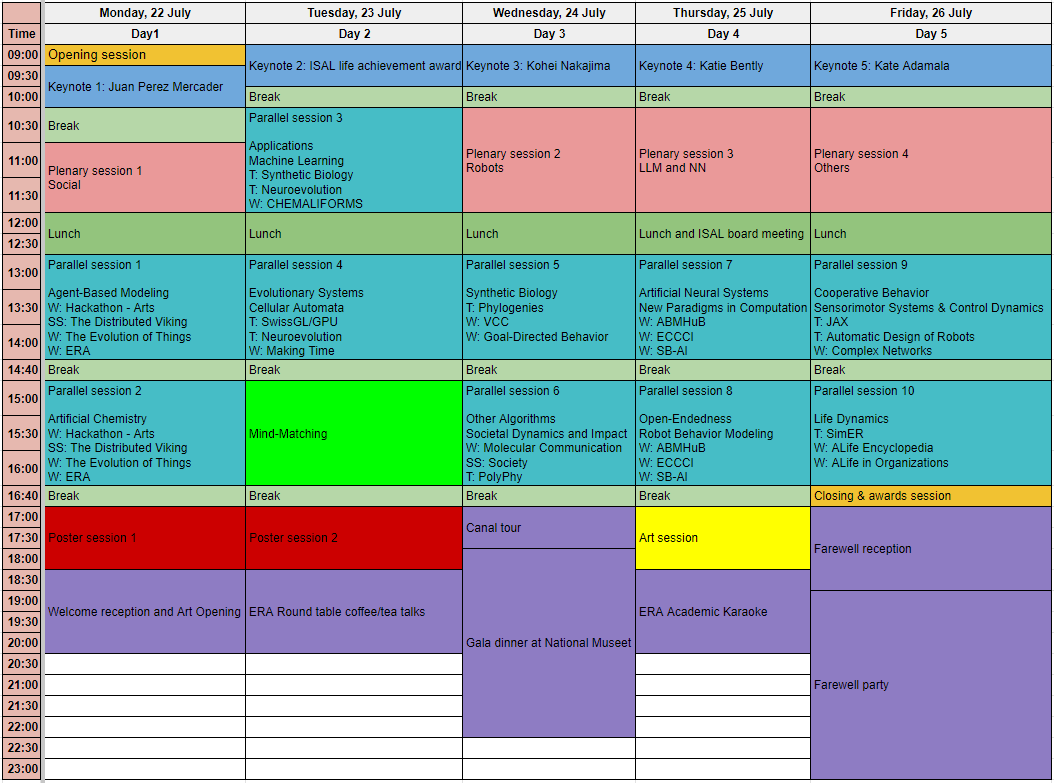 Monday, 22 July Tuesday, 23 July Wednesday, 24 July Thursday, 25 July Friday, 26 July
Time Day1 Day 2 Day 3 Day 4 Day 5
09:00
09:30
10:00
10:30
11:00
11:30
12:00
12:30
13:00
13:30
14:00
14:40
15:00
15:30
16:00
16:40
17:00
17:30
18:00
18:30
19:00
19:30
20:00
20:30
21:00
21:30
22:00
22:30
23:00
Opening session
Keynote 1: Juan Perez Mercader
Break
Plenary session 1
Social
Lunch
Parallel session 1
Agent-Based Modeling
W: Hackathon - Arts
SS: The Distributed Viking
W: The Evolution of Things
W: ERA
Break
Parallel session 2
Artificial Chemistry
W: Hackathon - Arts
SS: The Distributed Viking
W: The Evolution of Things
W: ERA
Break
Poster session 1
Welcome reception and Art Opening
Keynote 2: ISAL life achievement award
Break
Parallel session 3
Applications
Machine Learning
T: Synthetic Biology
T: Neuroevolution
W: CHEMALIFORMS
Lunch
Parallel session 4
Evolutionary Systems
Cellular Automata
T: SwissGL/GPU
T: Neuroevolution
W: Making Time
Break
Mind-Matching
Break
Poster session 2
ERA Round table coffee/tea talks
Keynote 3: Kohei Nakajima
Break
Plenary session 2
Robots
Lunch
Parallel session 5
Synthetic Biology
T: Phylogenies
W: VCC
W: Goal-Directed Behavior
Break
Parallel session 6
Other Algorithms
Societal Dynamics and Impact
W: Molecular Communication
SS: Society
T: PolyPhy
Break
Canal tour
Gala dinner at National Museet
Keynote 4: Katie Bently
Break
Plenary session 3
LLM and NN
Lunch and ISAL board meeting
Parallel session 7
Artificial Neural Systems
New Paradigms in Computation
W: ABMHuB
W: ECCCI
W: SB-AI
Break
Parallel session 8
Open-Endedness
Robot Behavior Modeling
W: ABMHuB
W: ECCCI
W: SB-AI
Break
Art session
ERA Academic Karaoke
Keynote 5: Kate Adamala
Break
Plenary session 4
Others
Lunch
Parallel session 9
Cooperative Behavior
Sensorimotor Systems & Control Dynamics
T: JAX
T: Automatic Design of Robots
W: Complex Networks
Break
Parallel session 10
Life Dynamics
T: SimER
W: ALife Encyclopedia
W: ALife in Organizations
Closing & awards session
Farewell reception
Farewell party